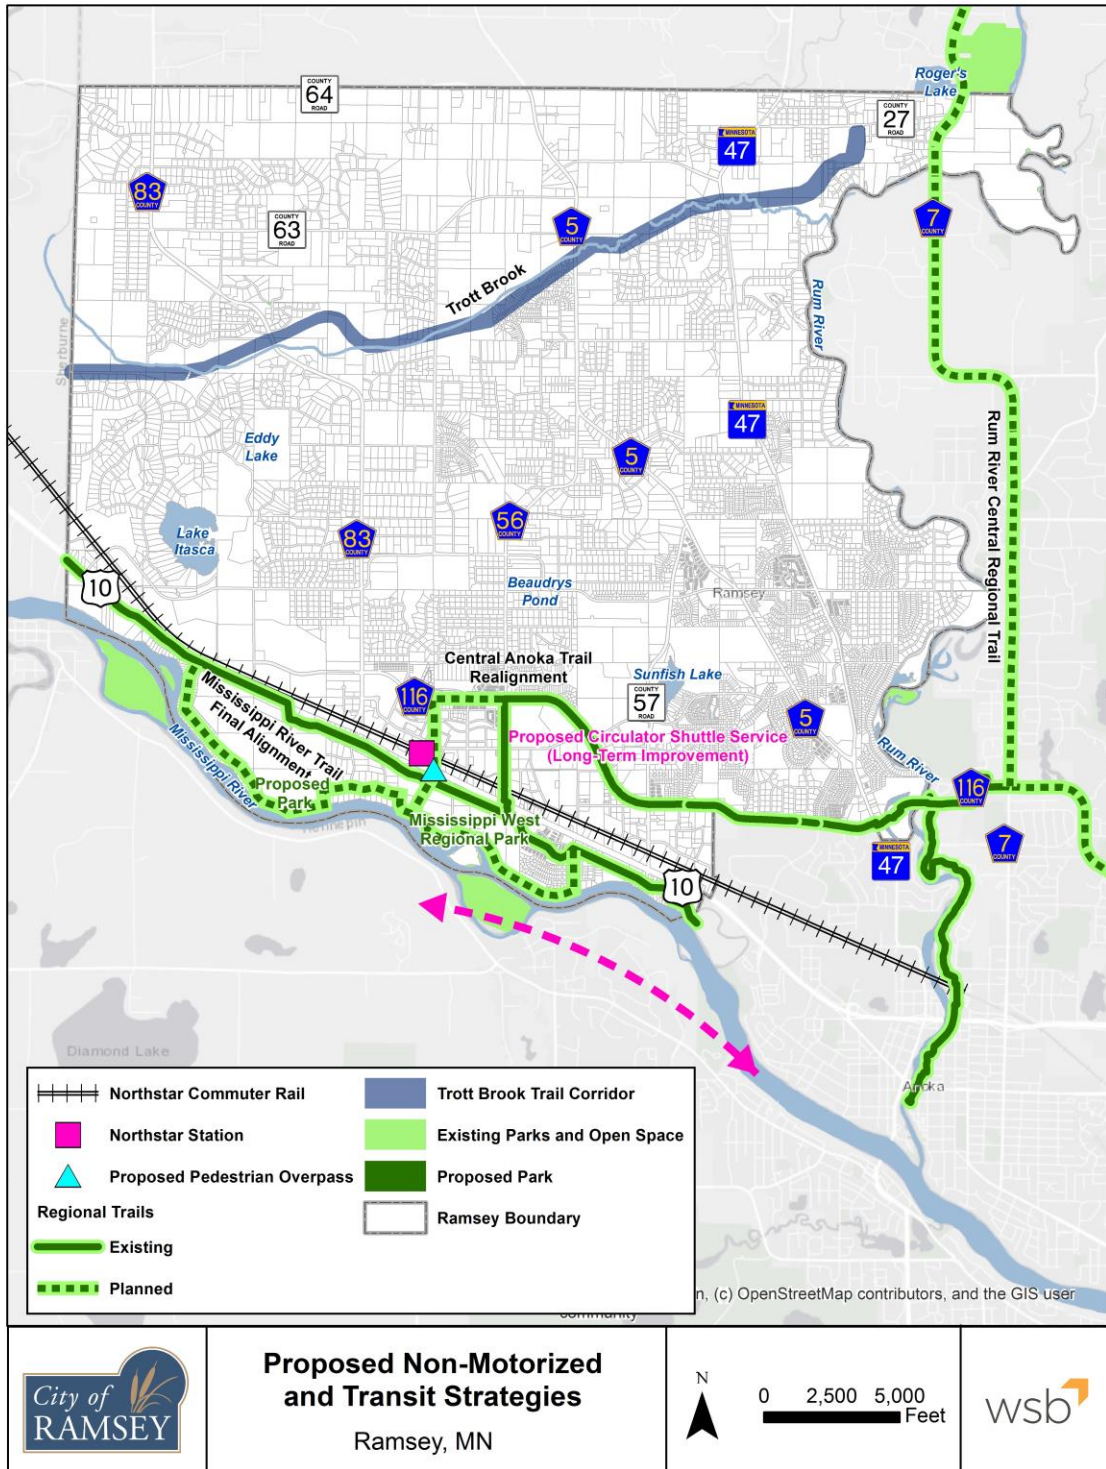 Roger's
Lake
COUNTY
64
ROAD
COUNTY
27
ROAD
MINNESOTA
47
83
COUNTY
COUNTY
63
ROAD
5
COUNTY
7
COUNTY
Trott Brook
Rum River
Sherburne
MINNESOTA
47
Eddy
Lake
5
COUNTY
Rum River Central Regional Trail
Lake
Itasca
83
COUNTY
56
COUNTY
10
Beaudrys
Pond
Ramsey
Central Anoka Trail
Realignment
Sunfish Lake
116
COUNTY
COUNTY
57
ROAD
5
COUNTY
Mississippi River Trail
Final Alignment
Proposed Circulator Shuttle Service
(Long-Term Improvement)
Mississippi River
Rum River
Proposed
Park
Hennepin
116
COUNTY
Mississippi West
Regional Park
7
COUNTY
MINNESOTA
47
10
Diamond Lake
Anoka
Northstar Commuter Rail
Northstar Station
Proposed Pedestrian Overpass
Regional Trails
Existing
Planned
Trott Brook Trail Corridor
Existing Parks and Open Space
Proposed Park
Ramsey Boundary
n, (c) OpenStreetMap contributors, and the GIS user
community
City of
RAMSEY
Proposed Non-Motorized
and Transit Strategies
Ramsey, MN
N
0 2,500 5,000
Feet
wsb